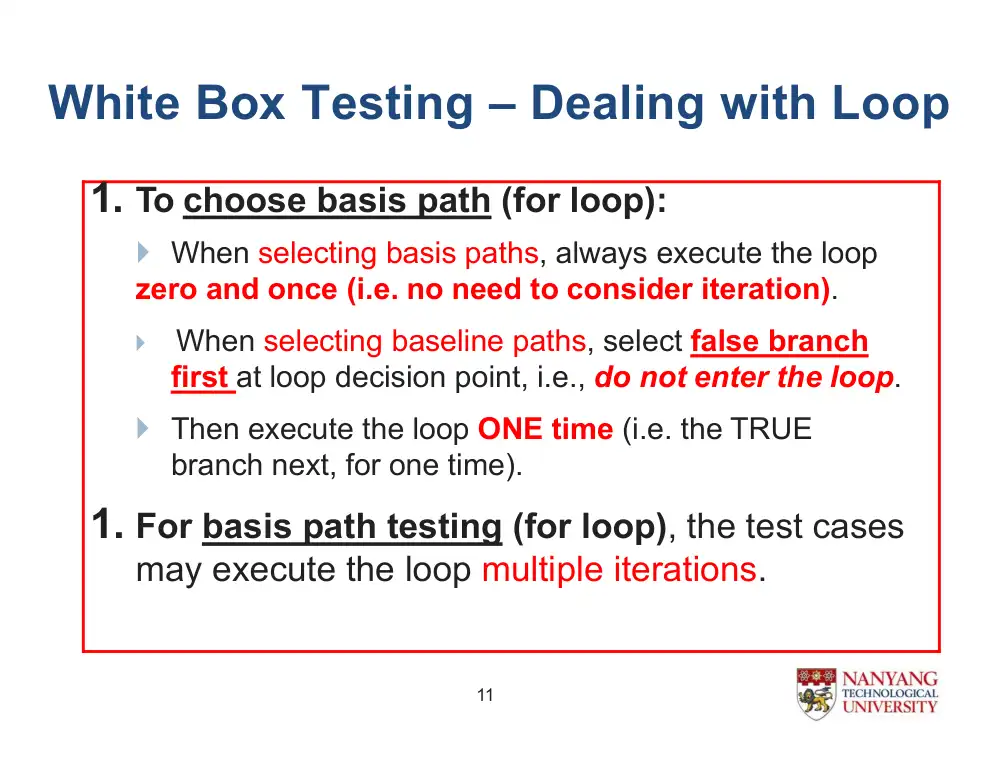 White Box Testing – Dealing with Loop
1. To choose basis path (for loop):
When selecting basis paths, always execute the loop
zero and once (i.e. no need to consider iteration).
When selecting baseline paths, select false branch
first at loop decision point, i.e., do not enter the loop.
Then execute the loop ONE time (i.e. the TRUE
branch next, for one time).
1. For basis path testing (for loop), the test cases
may execute the loop multiple iterations.
11
NANYANG
TECHNOLOGICAL
UNIVERSITY